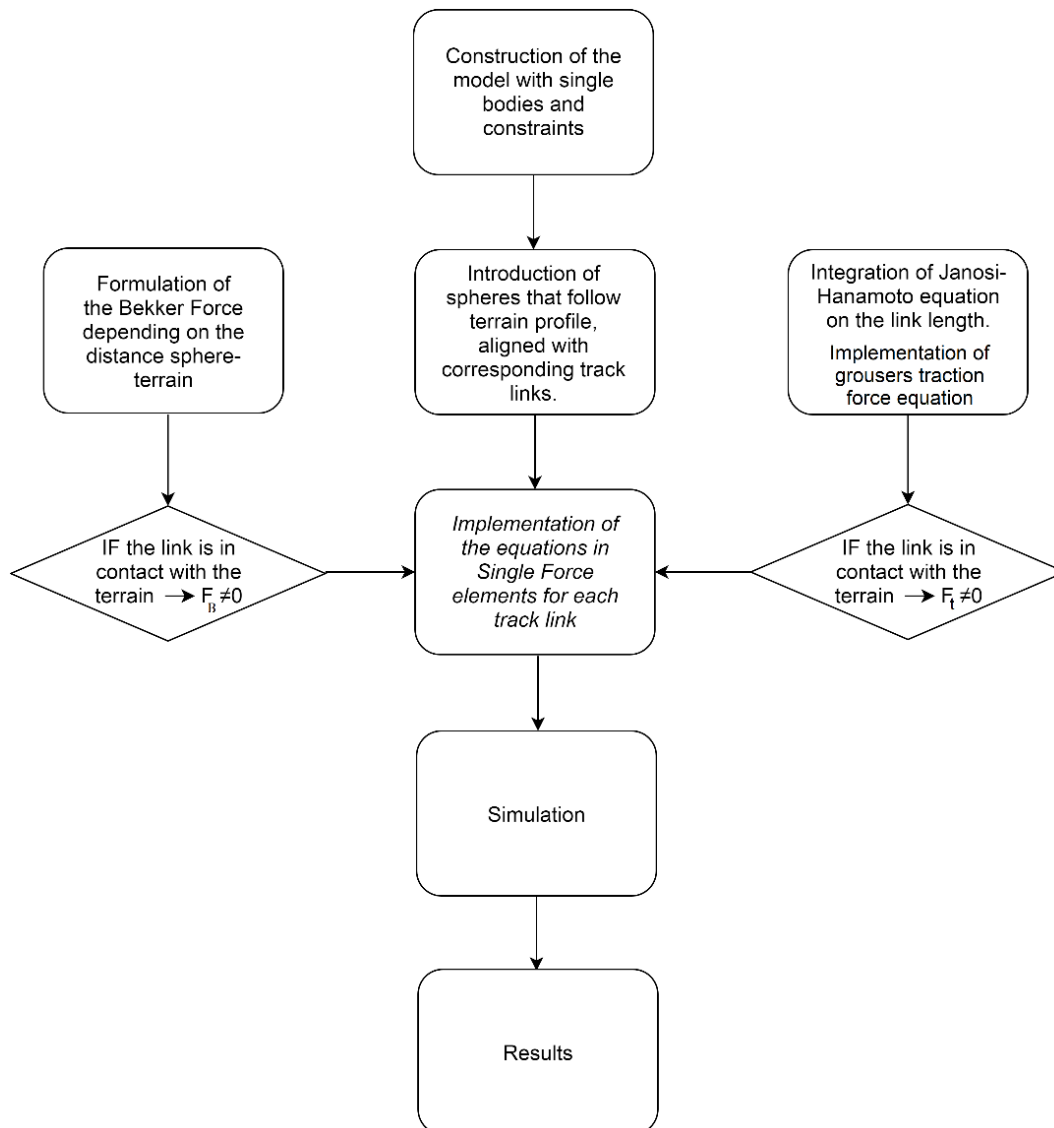 Construction of the
model with single
bodies and
constraints
Formulation of
the Bekker Force
depending on the
distance sphere-
terrain
Introduction of
spheres that follow
terrain profile,
aligned with
corresponding track
links.
Integration of Janosi-
Hanamoto equation
on the link length.
Implementation of
grousers traction
force equation
IF the link is in
contact with the
terrain → F_B ≠0
Implementation of
the equations in
Single Force
elements for each
track link
IF the link is in
contact with the
terrain → F_t ≠0
Simulation
Results